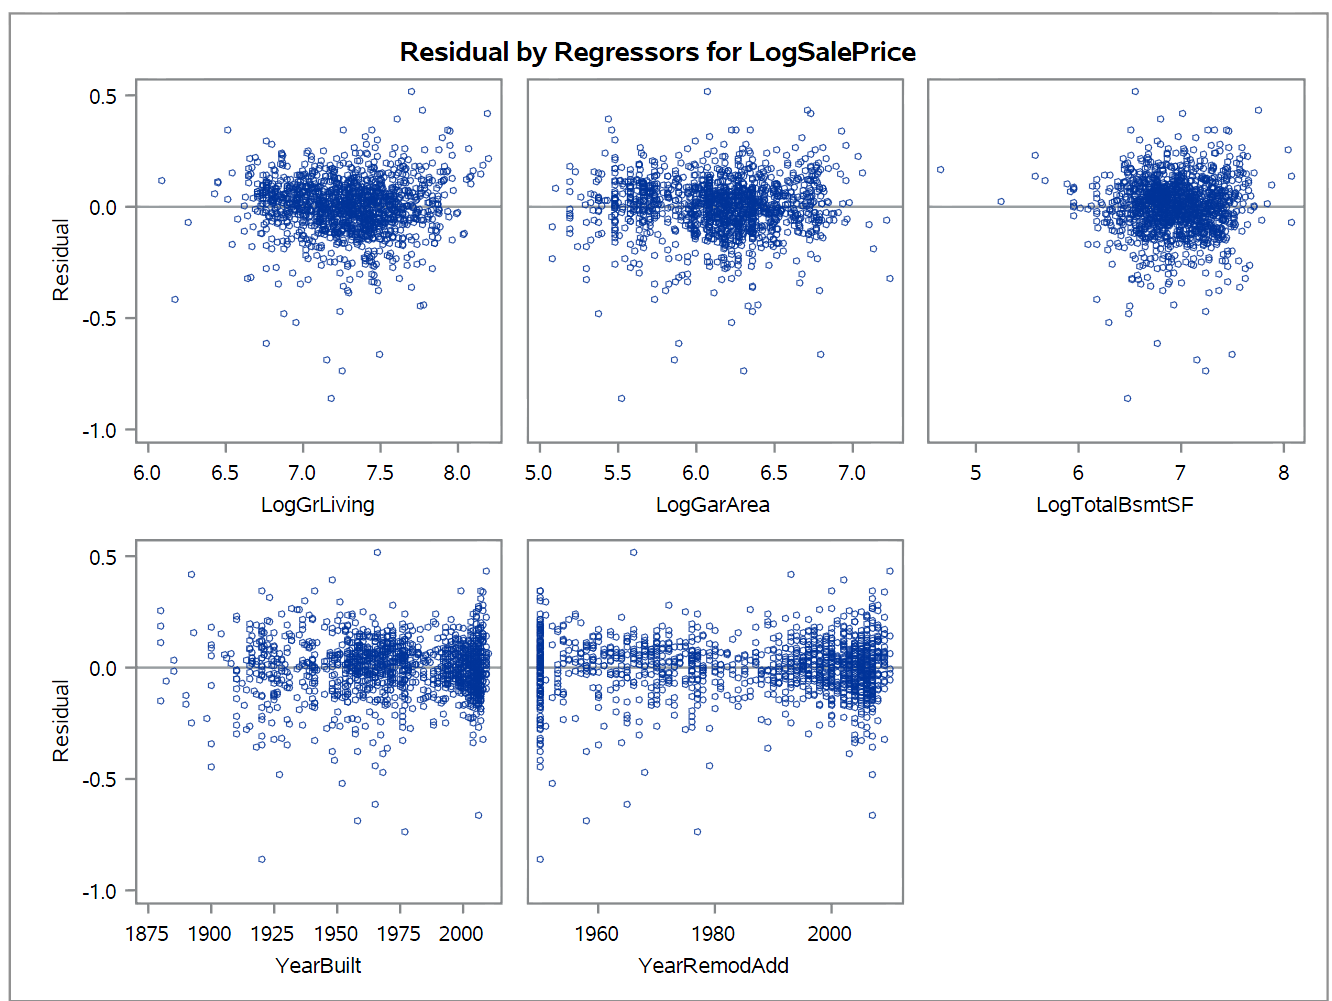 Residual by Regressors for LogSalePrice
0.5
0.0
-0.5
-1.0
Residual
6.0 6.5 7.0 7.5 8.0
LogGrLiving
5.0 5.5 6.0 6.5 7.0
LogGarArea
5 6 7 8
LogTotalBsmtSF
0.5
0.0
-0.5
-1.0
Residual
1875 1900 1925 1950 1975 2000
YearBuilt
1960 1980 2000
YearRemodAdd